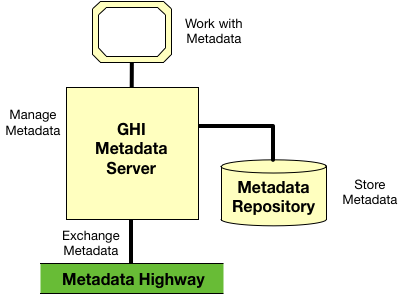 Work with
Metadata
Manage
Metadata
GHI
Metadata
Server
Metadata
Repository
Store
Metadata
Exchange
Metadata
Metadata Highway